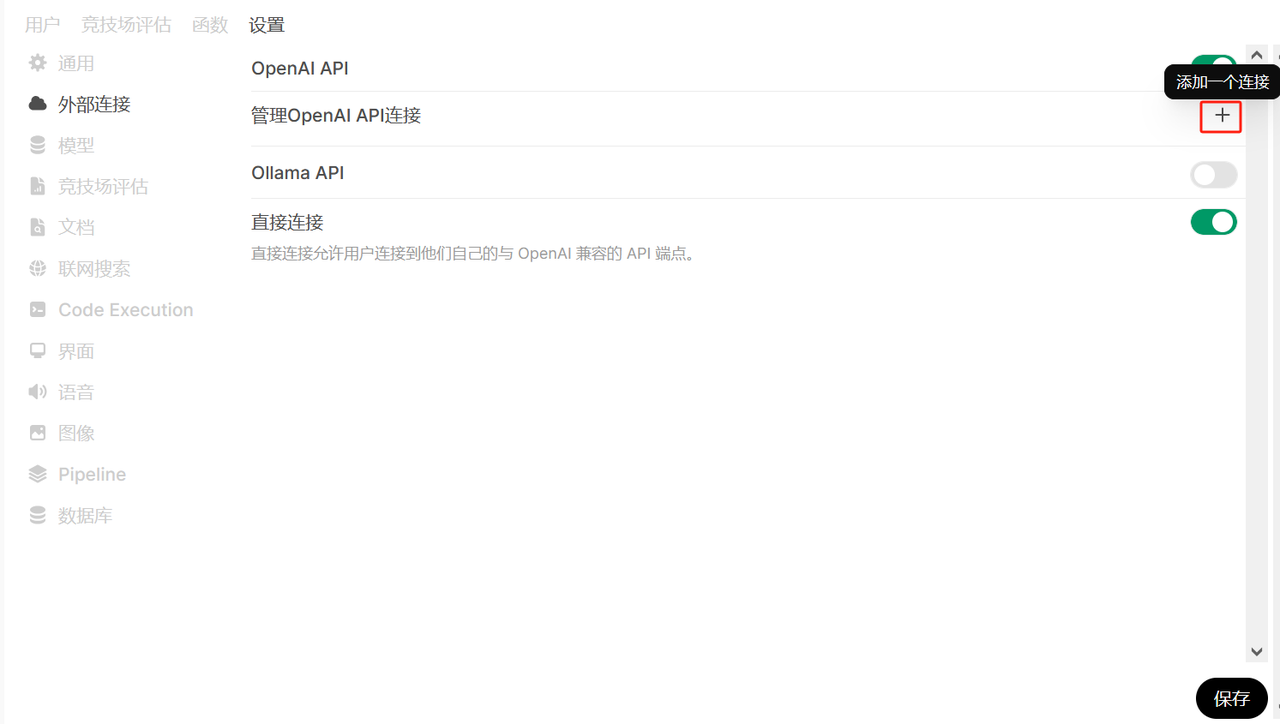 用户 竞技场评估 函数 设置
通用
外部连接
模型
竞技场评估
文档
联网搜索
Code Execution
界面
语音
图像
Pipeline
数据库
OpenAI API
添加一个连接
管理OpenAI API连接
Ollama API
直接连接
直接连接允许用户连接到他们自己的与 OpenAI 兼容的 API 端点。
保存